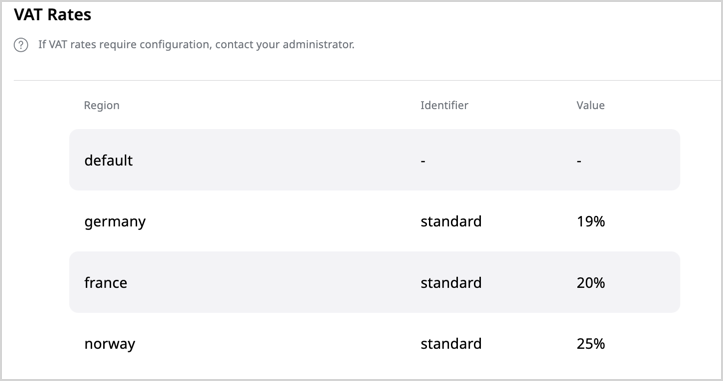 VAT Rates
If VAT rates require configuration, contact your administrator.
Region Identifier Value
default - -
germany standard 19%
france standard 20%
norway standard 25%